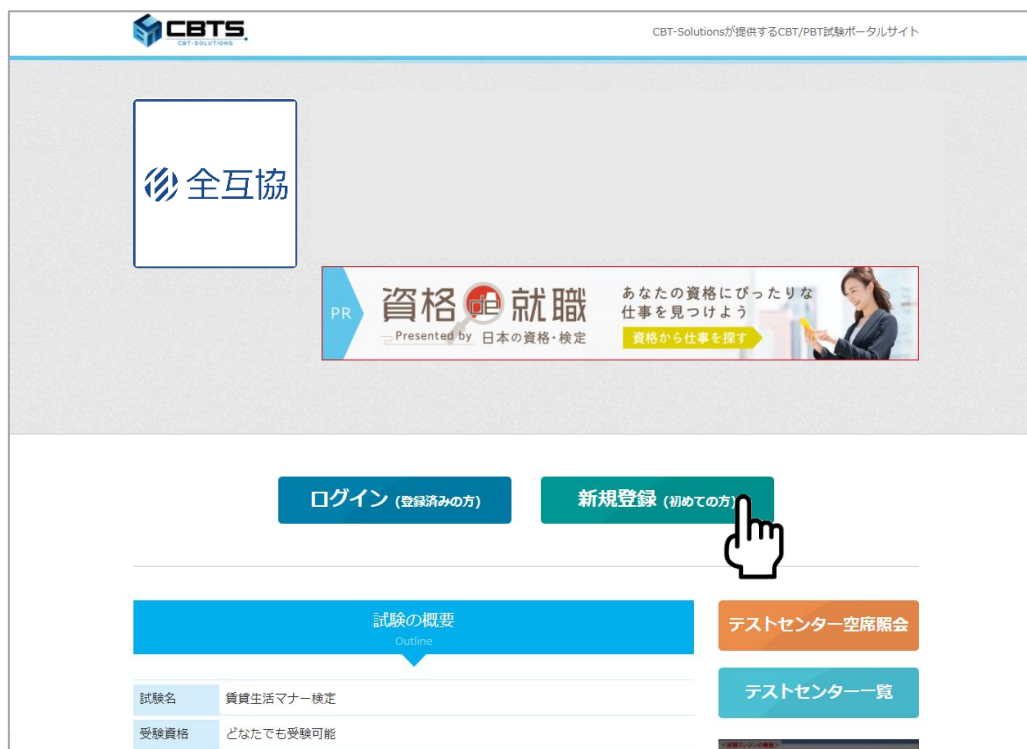 CBTS.
CBT-SOLUTIONS
CBT-Solutionsが提供するCBT/PBT試験ポータルサイト
全互協
PR
資格de就職
Presented by 日本の資格・検定
あなたの資格にぴったりな
仕事を見つけよう
資格から仕事を探す
ログイン (登録済みの方)
新規登録 (初めての方)
試験の概要
Outline
テストセンター空席照会
テストセンター一覧
試験名 賃貸生活マナー検定
受験資格 どなたでも受験可能